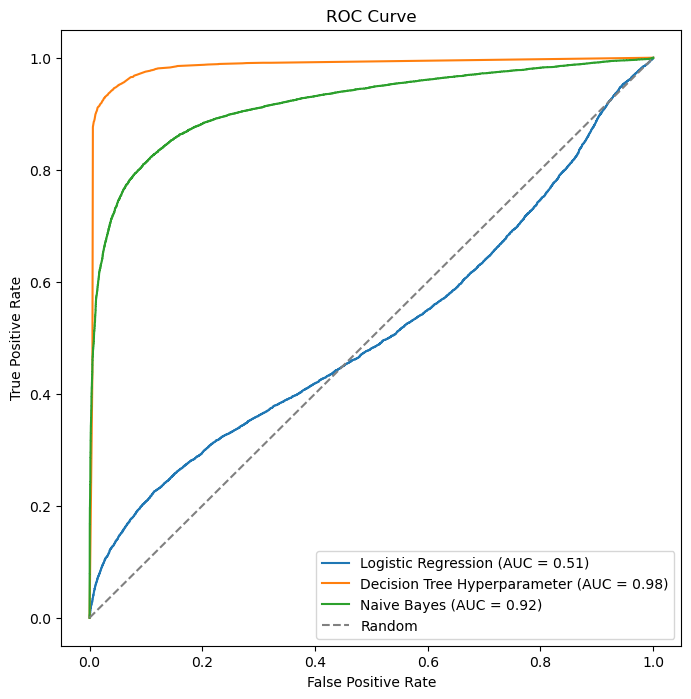 ROC Curve
1.0
0.8
0.6
0.4
0.2
0.0
True Positive Rate
Logistic Regression (AUC = 0.51)
Decision Tree Hyperparameter (AUC = 0.98)
Naive Bayes (AUC = 0.92)
Random
0.0 0.2 0.4 0.6 0.8 1.0
False Positive Rate